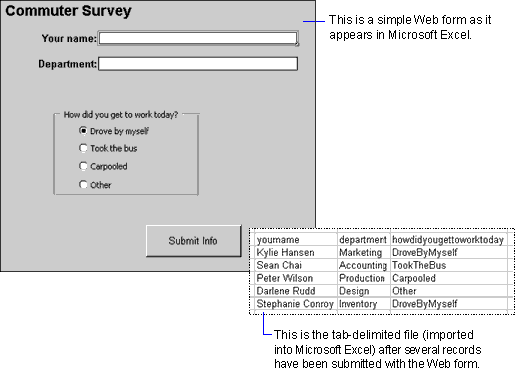 Commuter Survey
This is a simple Web form as it
appears in Microsoft Excel.
Your name:
Department:
How did you get to work today?
Drove by myself
Took the bus
Carpooled
Other
Submit Info
yourname department howdidyougettoworktoday
Kylie Hansen Marketing DroveByMyself
Sean Chai Accounting TookTheBus
Peter Wilson Production Carpooled
Darlene Rudd Design Other
Stephanie Conroy Inventory DroveByMyself
This is the tab-delimited file (imported
into Microsoft Excel) after several records
have been submitted with the Web form.